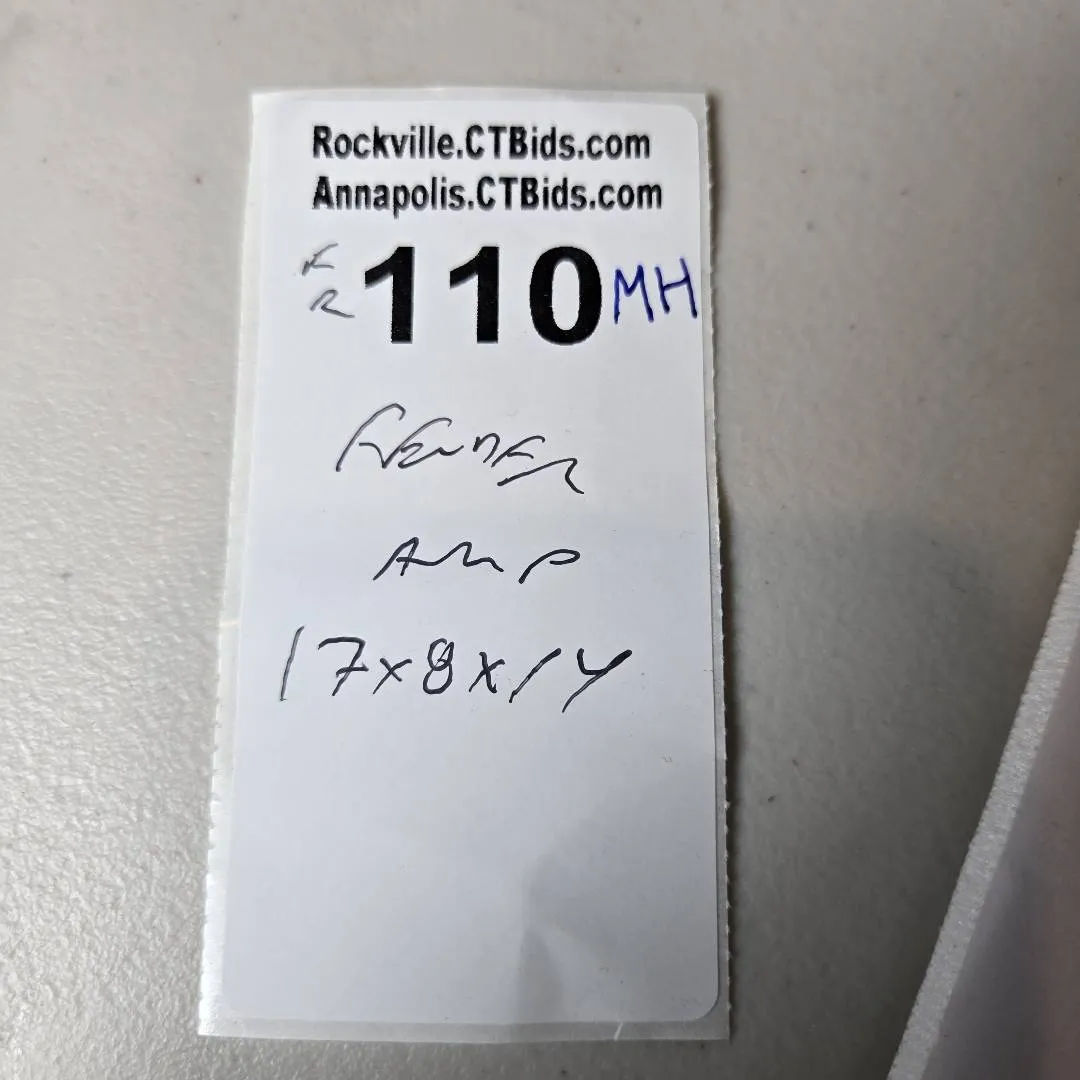 Rockville.CTBids.com
Annapolis.CTBids.com
110 MH
FENDER
AMP
17x8x14